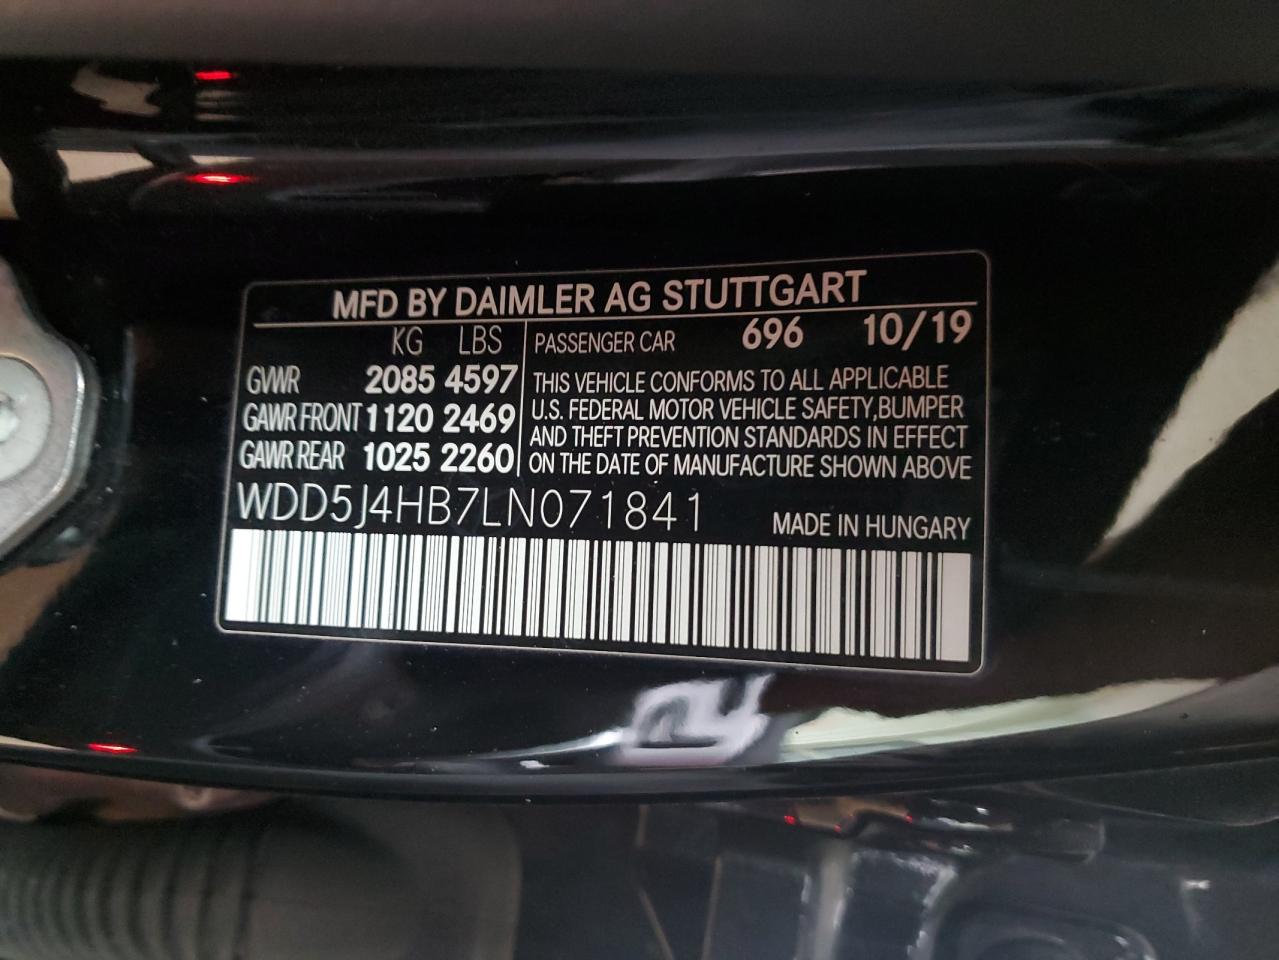 MFD BY DAIMLER AG STUTTGART
KG LBS PASSENGER CAR 696 10/19
GVWR 2085 4597 THIS VEHICLE CONFORMS TO ALL APPLICABLE
GAWR FRONT 1120 2469 U.S. FEDERAL MOTOR VEHICLE SAFETY,BUMPER
AND THEFT PREVENTION STANDARDS IN EFFECT
GAWR REAR 1025 2260 ON THE DATE OF MANUFACTURE SHOWN ABOVE
WDD5J4HB7LN071841 MADE IN HUNGARY